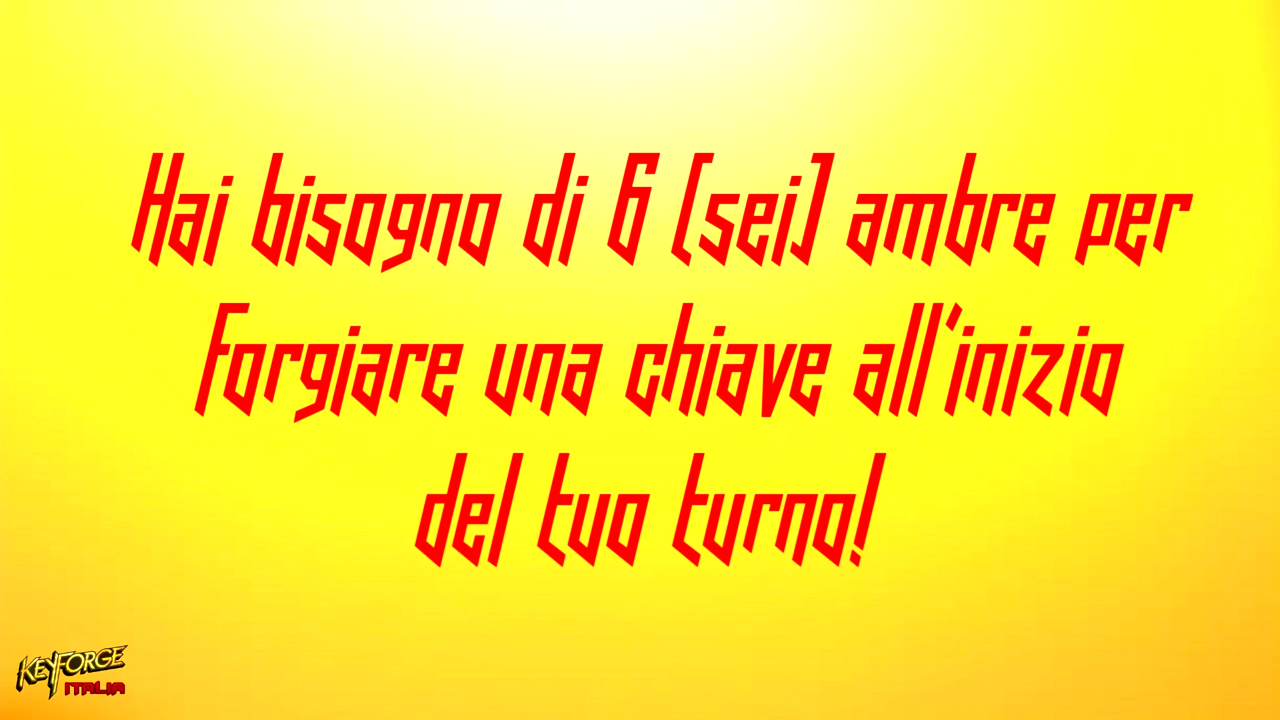 Hai bisogno di 6 (sei) ambre per
Forgiare una chiave all'inizio
del tuo turno!
KEYFORGE
ITALIA